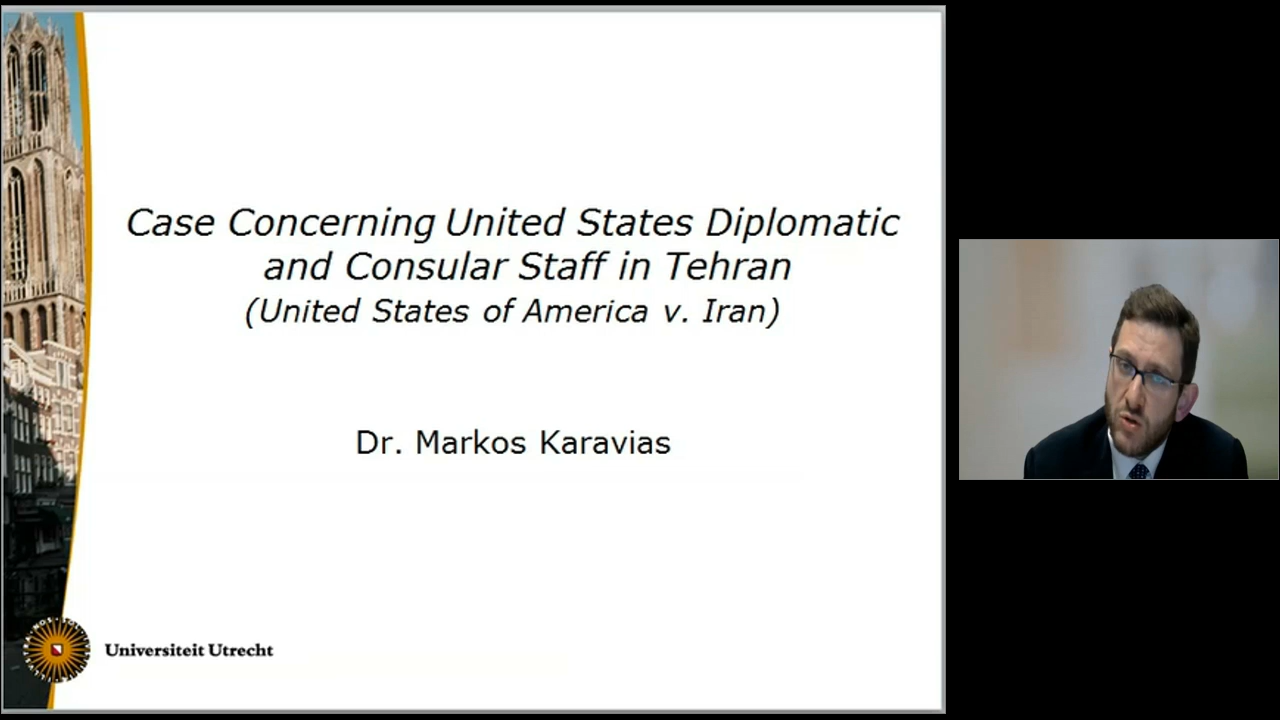 Case Concerning United States Diplomatic
and Consular Staff in Tehran
(United States of America v. Iran)
Dr. Markos Karavias
Universiteit Utrecht